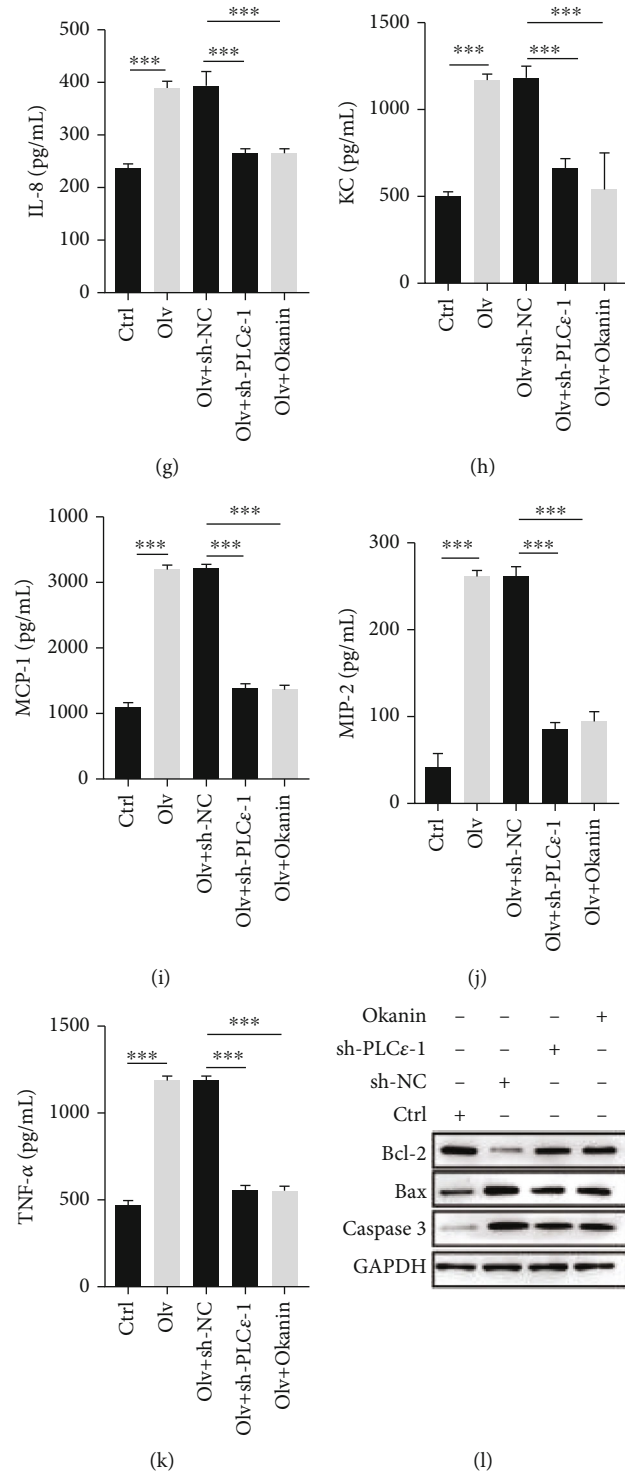 IL-8 (pg/mL)
500
400
300
200
400
0
***
***
***
Ctrl
Olv
Olv+sh-NC
Olv+sh-PLCε-1
Olv+Okanin
(g)
KC (pg/mL)
1500
1000
500
0
***
***
***
Ctrl
Olv
Olv+sh-NC
Olv+sh-PLCε-1
Olv+Okanin
(h)
MCP-1 (pg/mL)
1000
3000
2000
1000
0
***
***
***
Ctrl
Olv
Olv+sh-NC
Olv+sh-PLCε-1
Olv+Okanin
(i)
MIP-2 (pg/mL)
300
200
100
0
***
***
***
Ctrl
Olv
Olv+sh-NC
Olv+sh-PLCε-1
Olv+Okanin
(j)
TNF-α (pg/mL)
1500
1000
500
0
***
***
***
Ctrl
Olv
Olv+sh-NC
Olv+sh-PLCε-1
Olv+Okanin
(k)
Okanin – – – +
sh-PLCε-1 – – + –
sh-NC – + – –
Ctrl + – – –
Bcl-2
Bax
Caspase 3
GAPDH
(l)